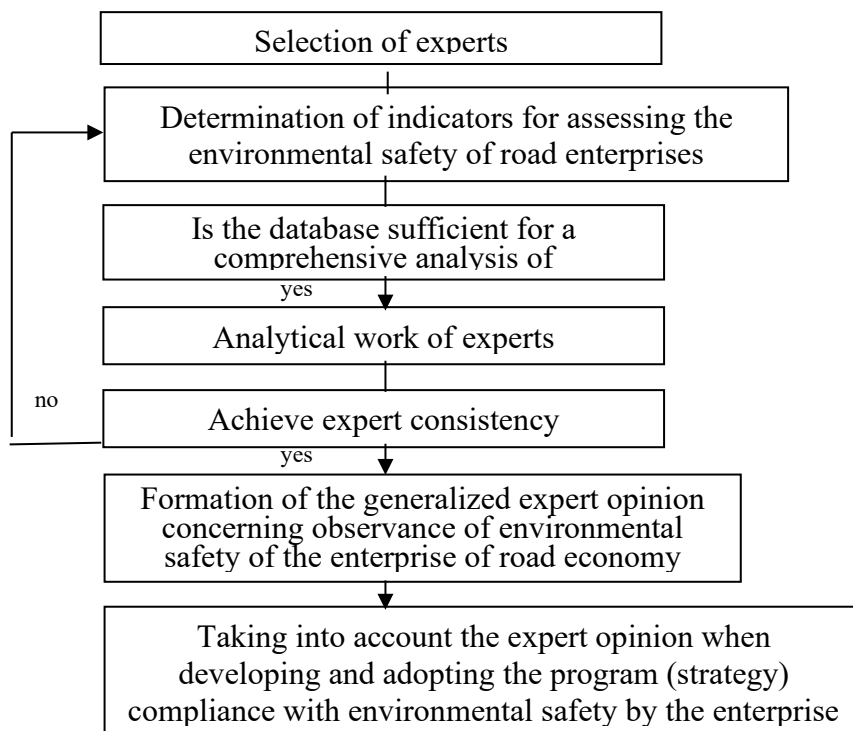 Selection of experts
Determination of indicators for assessing the
environmental safety of road enterprises
Is the database sufficient for a
comprehensive analysis of
yes
Analytical work of experts
no
Achieve expert consistency
yes
Formation of the generalized expert opinion
concerning observance of environmental
safety of the enterprise of road economy
Taking into account the expert opinion when
developing and adopting the program (strategy)
compliance with environmental safety by the enterprise